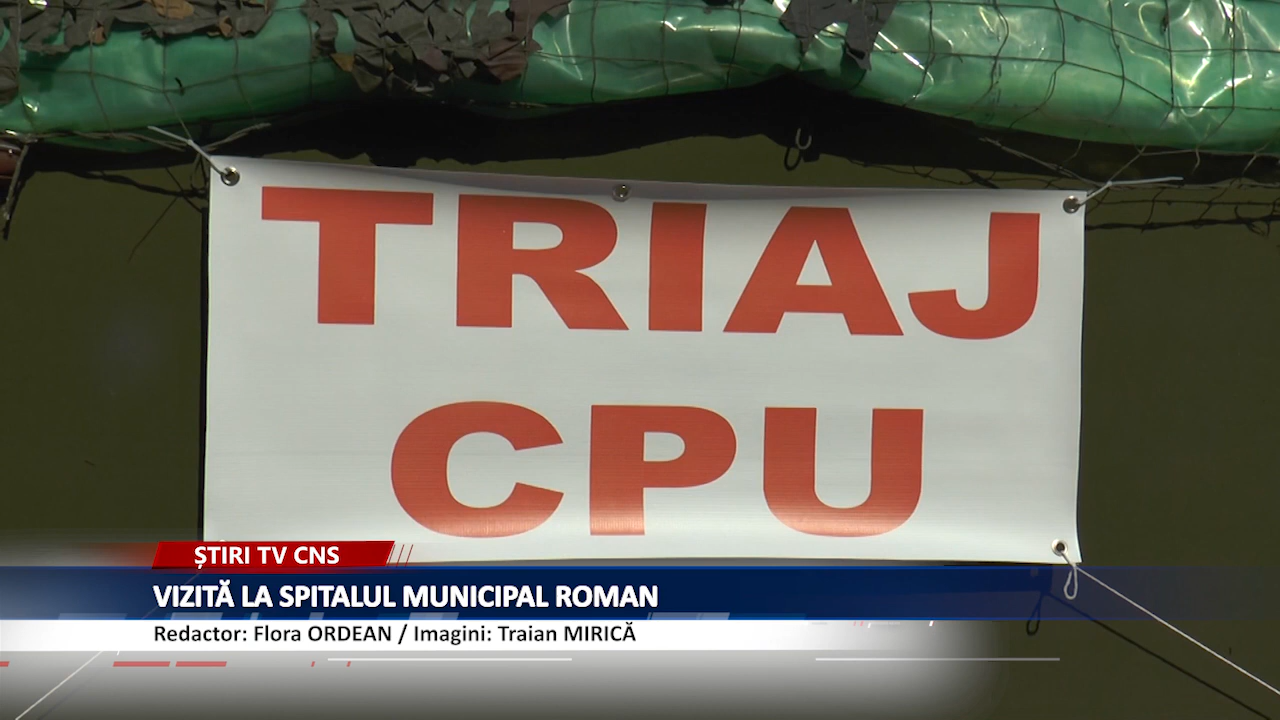 TRIAJ
CPU
ȘTIRI TV CNS
VIZITĂ LA SPITALUL MUNICIPAL ROMAN
Redactor: Flora ORDEAN / Imagini: Traian MIRICĂ